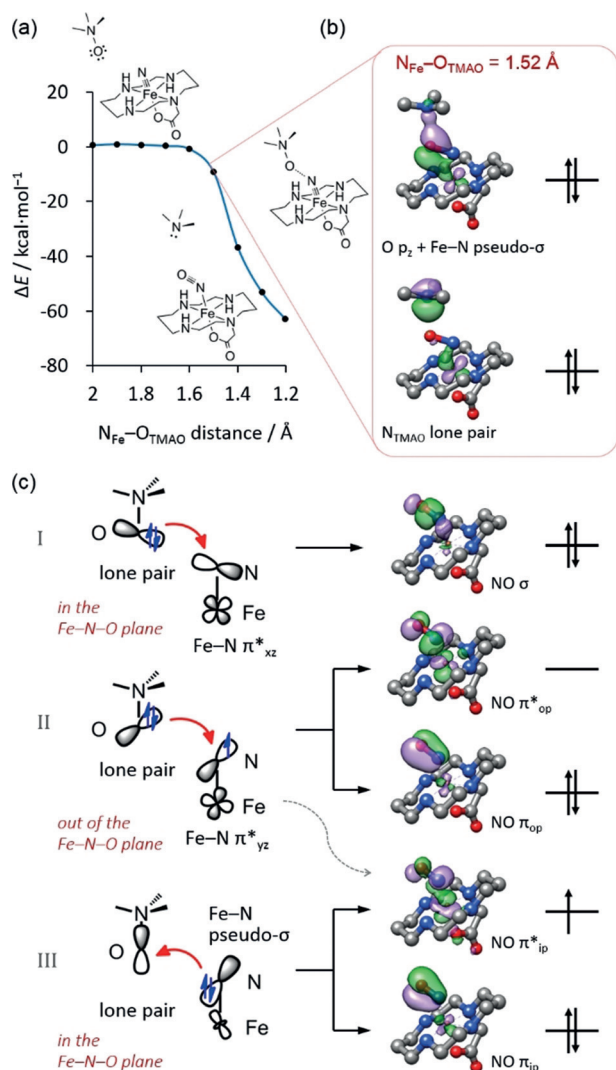 (a)
(b)
N
O
20
0
-20
-40
-60
-80
ΔE / kcal·mol⁻¹
2 1.8 1.6 1.4 1.2
N_Fe–O_TMAO distance / Å
N
H H
N N Fe N N
H O
O
N
O N
H H
N N Fe N N
H O
O
N
O
N
H H
N N Fe N N
H O
O
N_Fe–O_TMAO = 1.52 Å
O p_z + Fe–N pseudo-σ
N_TMAO lone pair
(c)
I
N
O
lone pair
in the
Fe–N–O plane
N
Fe
Fe–N π*_xz
NO σ
II
N
O
lone pair
out of the
Fe–N–O plane
N
Fe
Fe–N π*_yz
NO π*_op
NO π_op
III
N
O
lone pair
in the
Fe–N–O plane
Fe–N
pseudo-σ
N
Fe
NO π*_ip
NO π_ip